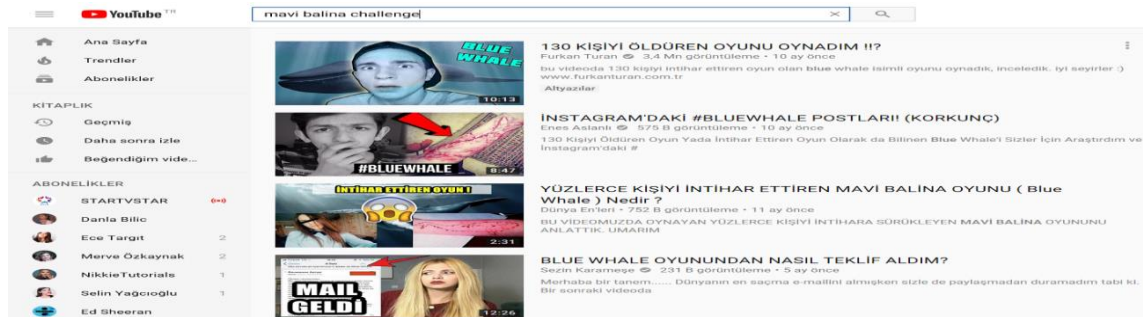 YouTube TR
mavi balina challenge
Ana Sayfa
Trendler
Abonelikler
KİTAPLIK
Geçmiş
Daha sonra izle
Beğendiğim vide...
ABONELİKLER
STARTVSTAR
Danla Bilic
Ece Targıt 2
Merve Özkaynak 2
NikkieTutorials 1
Selin Yağcıoğlu 1
Ed Sheeran
BLUE
WHALE
10:13
130 KİŞİYİ ÖLDÜREN OYUNU OYNADIM !!?
Furkan Turan 3,4 Mn görüntüleme • 10 ay önce
bu videoda 130 kişiyi intihar ettiren oyun olan blue whale isimli oyunu oynadık, inceledik. iyi seyirler :)
www.furkanturan.com.tr
Altyazılar
#BLUEWHALE
8:47
İNSTAGRAM'DAKİ #BLUEWHALE POSTLARI! (KORKUNÇ)
Enes Aslanlı 575 B görüntüleme • 10 ay önce
130 Kişiyi Öldüren Oyun Yada İntihar Ettiren Oyun Olarak da Bilinen Blue Whale'i Sizler İçin Araştırdım ve
İnstagram'daki #
İNTİHAR ETTİREN OYUN !
2:31
YÜZLERCE KİŞİYİ İNTİHAR ETTİREN MAVİ BALİNA OYUNU ( Blue
Whale ) Nedir ?
Dünya En'leri • 752 B görüntüleme • 11 ay önce
BU VİDEOMUZDA OYNAYAN YÜZLERCE KİŞİYİ İNTİHARA SÜRÜKLEYEN MAVİ BALİNA OYUNUNU
ANLATTIK. UMARIM
MAIL
GELDİ
12:26
BLUE WHALE OYUNUNDAN NASIL TEKLİF ALDIM?
Sezin Karameşe 231 B görüntüleme • 5 ay önce
Merhaba bir tanem...... Dünyanın en saçma e-mailini almışken sizle de paylaşmadan duramadım tabi ki.
Bir sonraki videoda